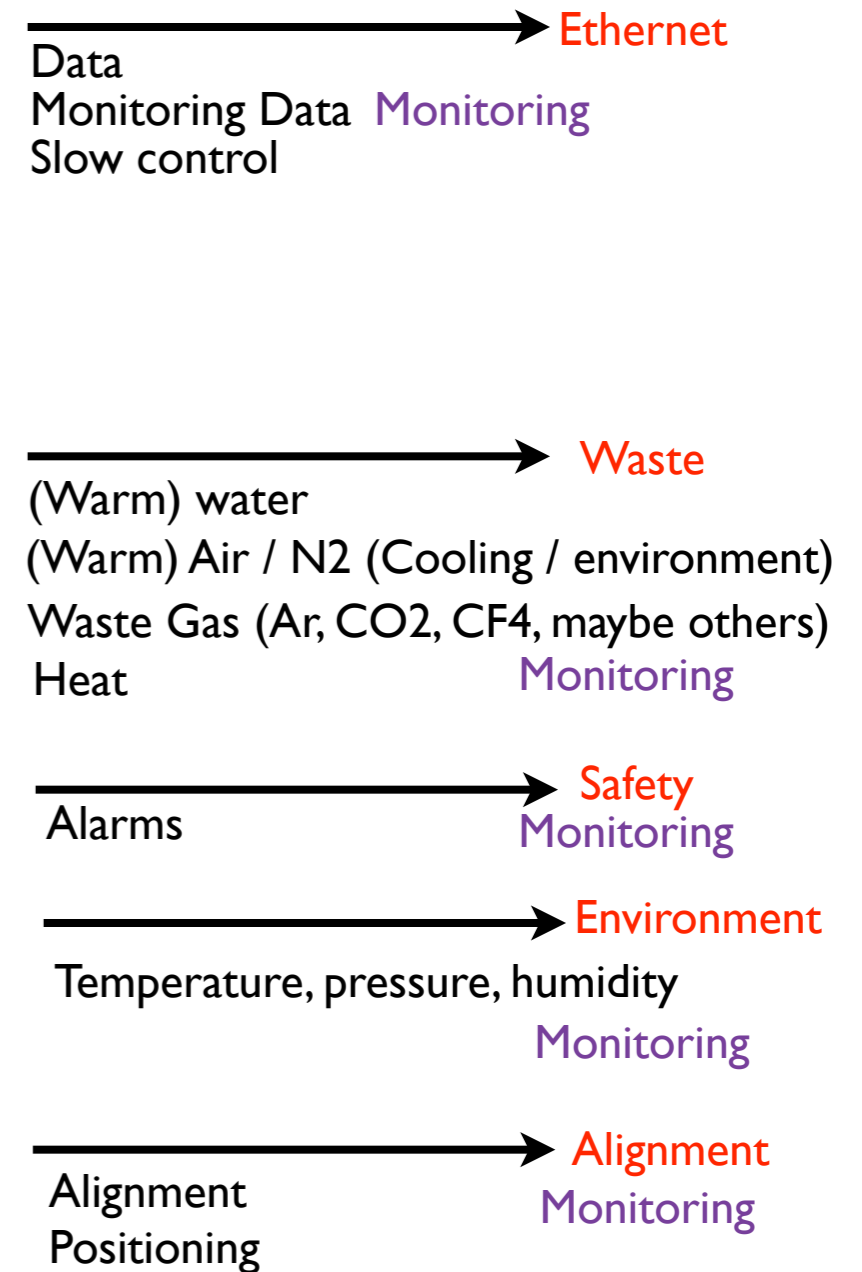 Ethernet
Data
Monitoring Data Monitoring
Slow control
Waste
(Warm) water
(Warm) Air / N2 (Cooling / environment)
Waste Gas (Ar, CO2, CF4, maybe others)
Heat Monitoring
Safety
Alarms Monitoring
Environment
Temperature, pressure, humidity
Monitoring
Alignment
Alignment Monitoring
Positioning